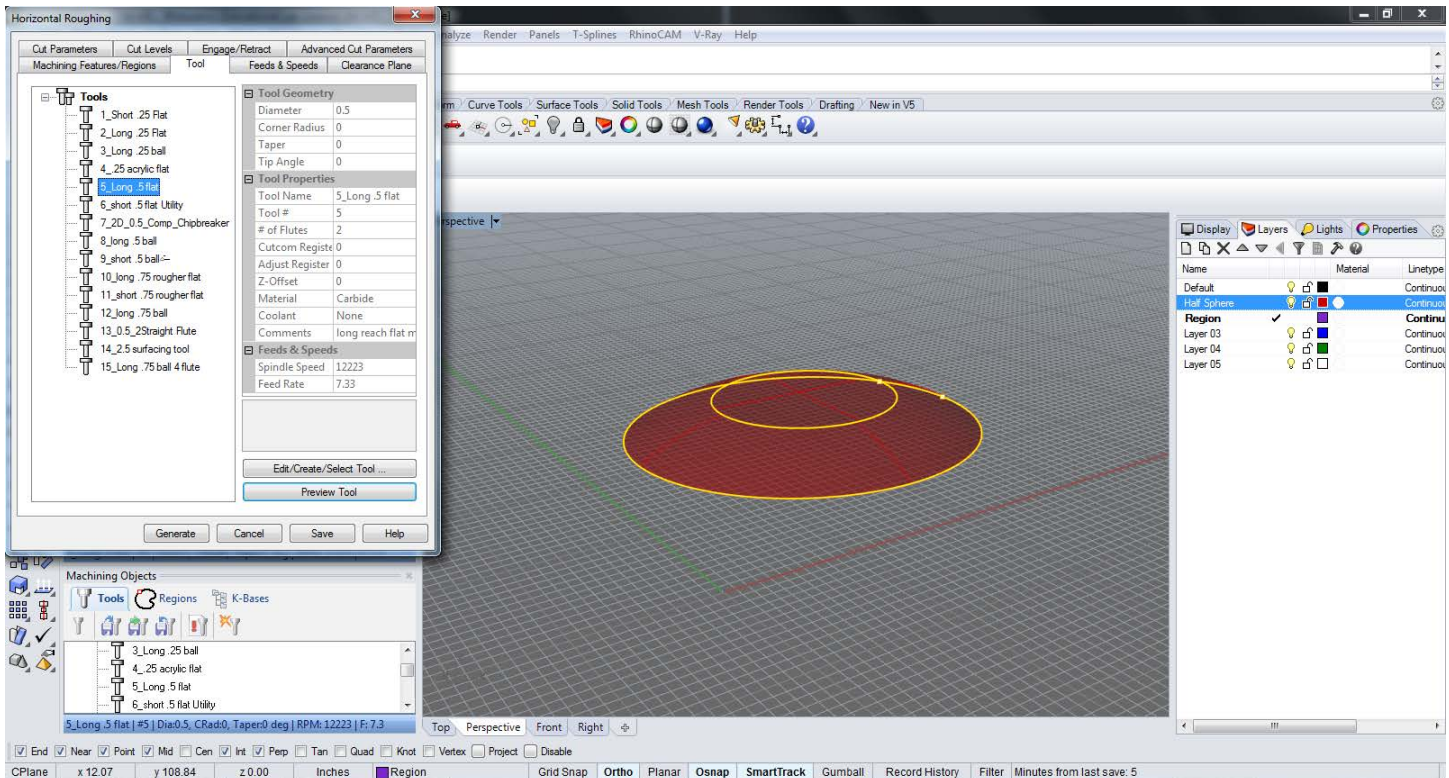 Horizontal Roughing
Cut Parameters Cut Levels Engage/Retract Advanced Cut Parameters
Machining Features/Regions Tool Feeds & Speeds Clearance Plane
Tools
1_Short .25 Flat
2_Long .25 Flat
3_Long .25 ball
4_.25 acrylic flat
5_Long .5 flat
6_short .5 flat Utility
7_2D_0.5_Comp_Chipbreaker
8_long .5 ball
9_short .5 ball
10_long .75 rougher flat
11_short .75 rougher flat
12_long .75 ball
13_0.5_2Straight Flute
14_2.5 surfacing tool
15_Long .75 ball 4 flute
Tool Geometry
Diameter 0.5
Corner Radius 0
Taper 0
Tip Angle 0
Tool Properties
Tool Name 5_Long .5 flat
Tool # 5
# of Flutes 2
Cutcom Registe 0
Adjust Register 0
Z-Offset 0
Material Carbide
Coolant None
Comments long reach flat m
Feeds & Speeds
Spindle Speed 12223
Feed Rate 7.33
Edit/Create/Select Tool ...
Preview Tool
Generate Cancel Save Help
nalyze Render Panels T-Splines RhinoCAM V-Ray Help
rm Curve Tools Surface Tools Solid Tools Mesh Tools Render Tools Drafting New in V5
rspective
Display Layers Lights Properties
Name Material Linetype
Default Continuou
Half Sphere Continuou
Region Continu
Layer 03 Continuou
Layer 04 Continuou
Layer 05 Continuou
Machining Objects
Tools Regions K-Bases
3_Long .25 ball
4_.25 acrylic flat
5_Long .5 flat
6_short .5 flat Utility
5_Long .5 flat | #5 | Dia:0.5, CRad:0, Taper:0 deg | RPM: 12223 | F: 7.3
Top Perspective Front Right
End Near Point Mid Cen Int Perp Tan Quad Knot Vertex Project Disable
CPlane x 12.07 y 108.84 z 0.00 Inches Region Grid Snap Ortho Planar Osnap SmartTrack Gumball Record History Filter Minutes from last save: 5